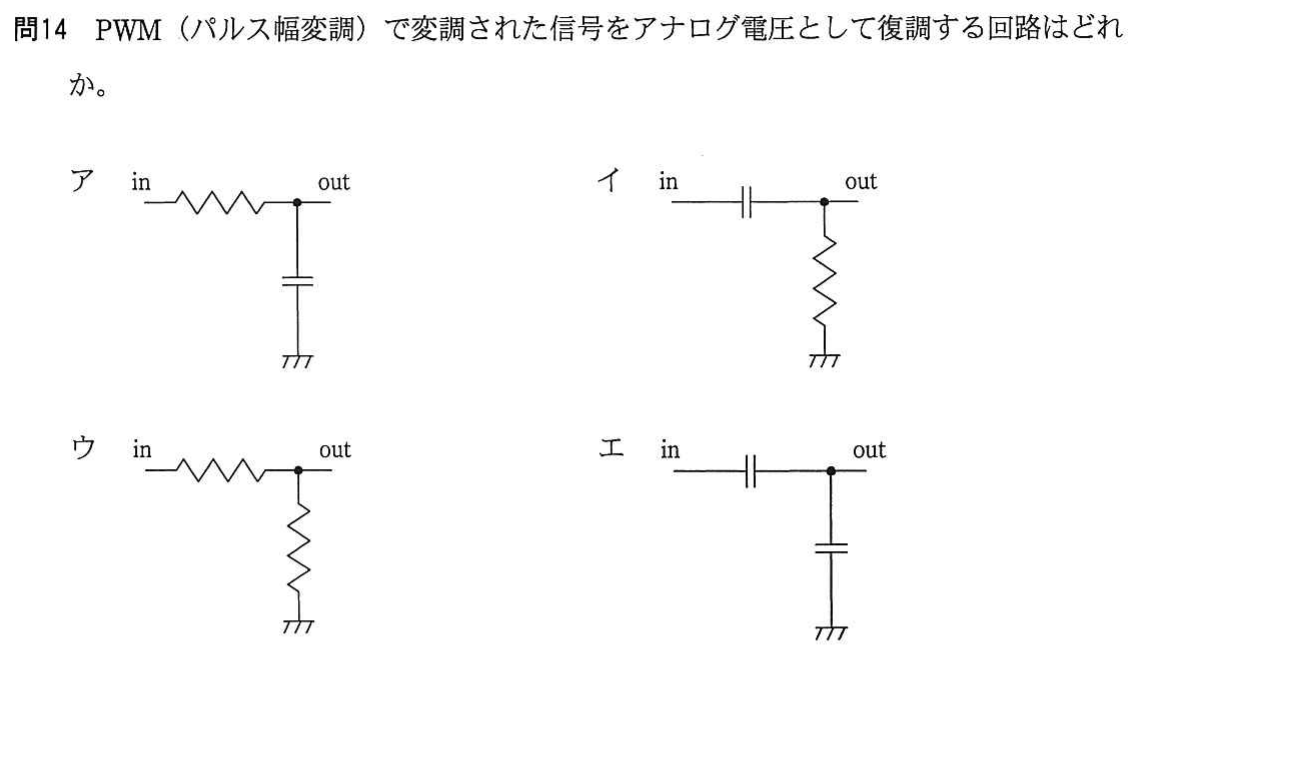 問14 PWM（パルス幅変調）で変調された信号をアナログ電圧として復調する回路はどれ
か。
ア in out
イ in out
ウ in out
エ in out